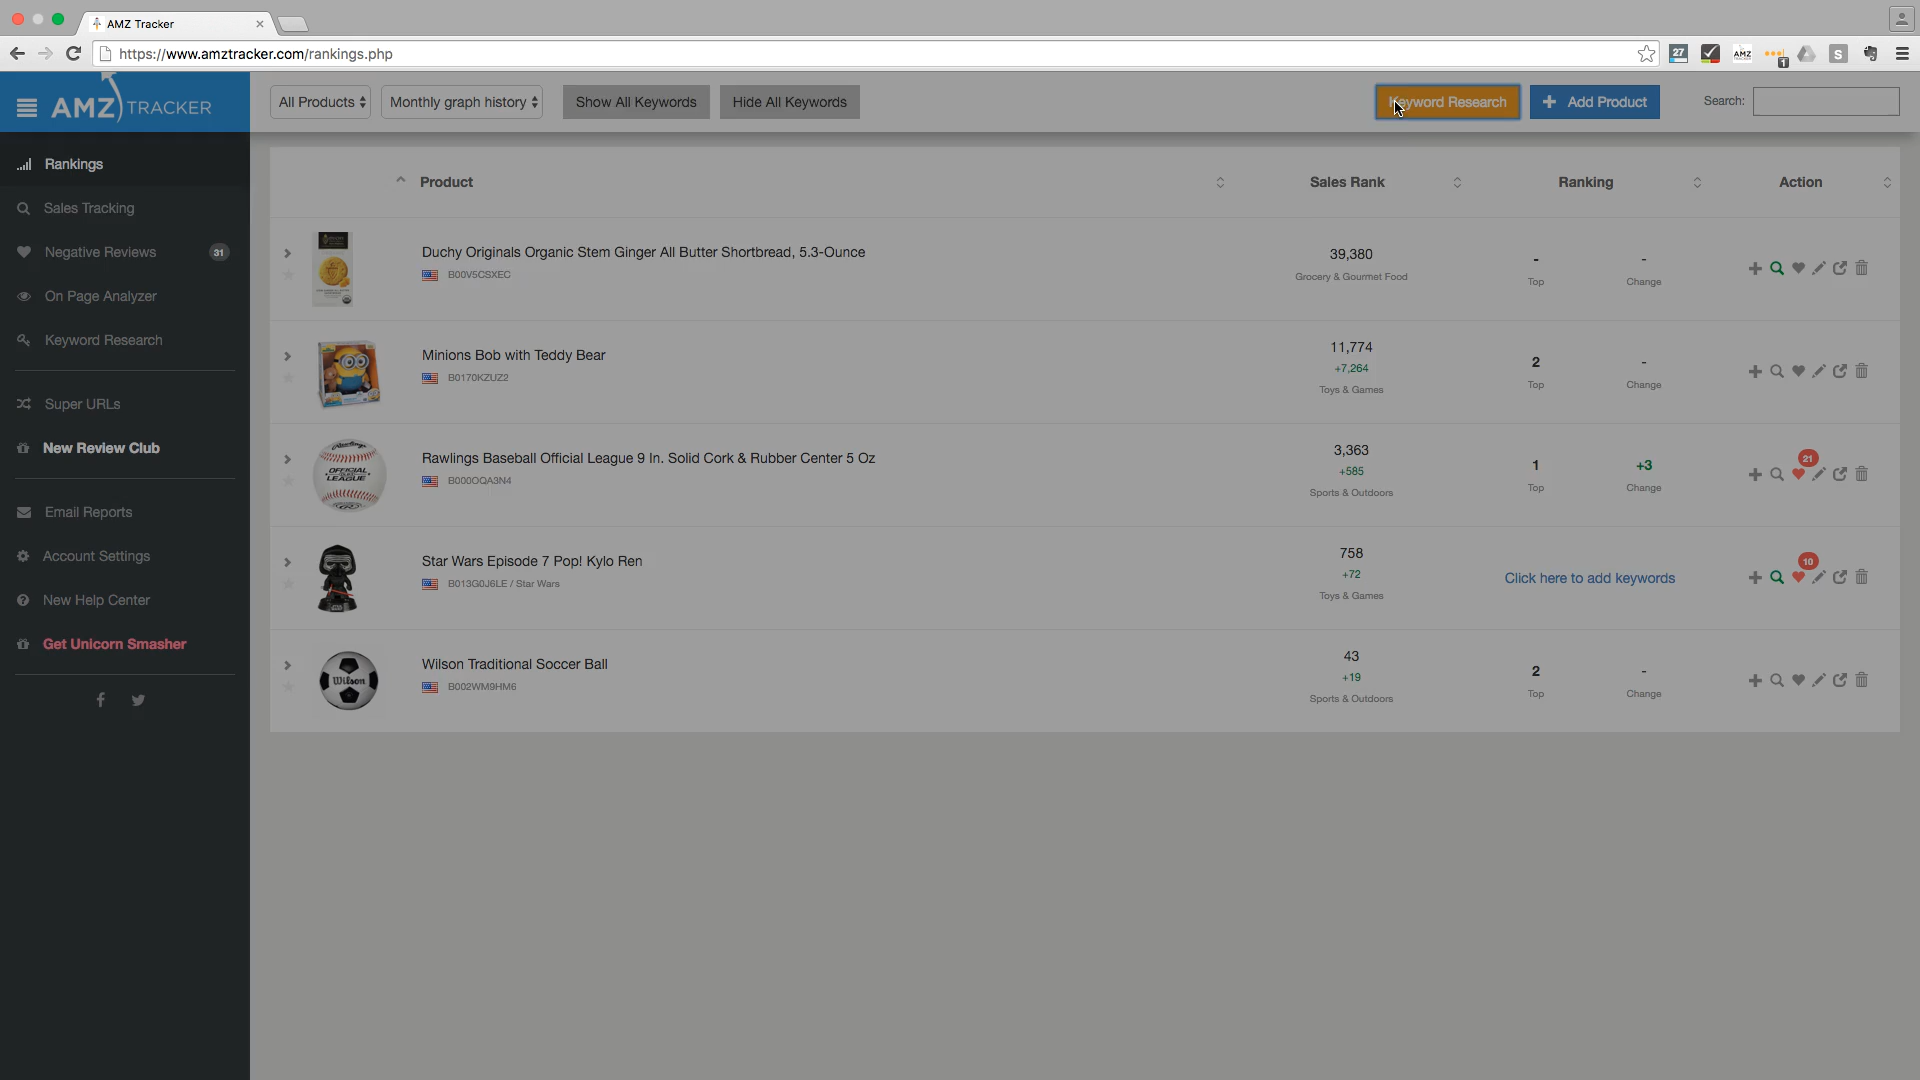 AMZ Tracker
https://www.amztracker.com/rankings.php
27
AMZ
1
S
AMZ TRACKER
All Products
Monthly graph history
Show All Keywords
Hide All Keywords
Keyword Research
Add Product
Search:
Rankings
Sales Tracking
Negative Reviews 31
On Page Analyzer
Keyword Research
Super URLs
New Review Club
Email Reports
Account Settings
New Help Center
Get Unicorn Smasher
Product Sales Rank Ranking Action
Duchy Originals Organic Stem Ginger All Butter Shortbread, 5.3-Ounce
B00V5CSXEC
39,380
Grocery & Gourmet Food
- -
Top Change
Minions Bob with Teddy Bear
B0170KZUZ2
11,774
+7,264
Toys & Games
2 -
Top Change
Rawlings
OFFICIAL
LEAGUE
Rawlings Baseball Official League 9 In. Solid Cork & Rubber Center 5 Oz
B000OQA3N4
3,363
+585
Sports & Outdoors
1 +3
Top Change
21
Star Wars Episode 7 Pop! Kylo Ren
B013G0J6LE / Star Wars
758
+72
Toys & Games
Click here to add keywords
10
Wilson
Wilson Traditional Soccer Ball
B002WM9HM6
43
+19
Sports & Outdoors
2 -
Top Change